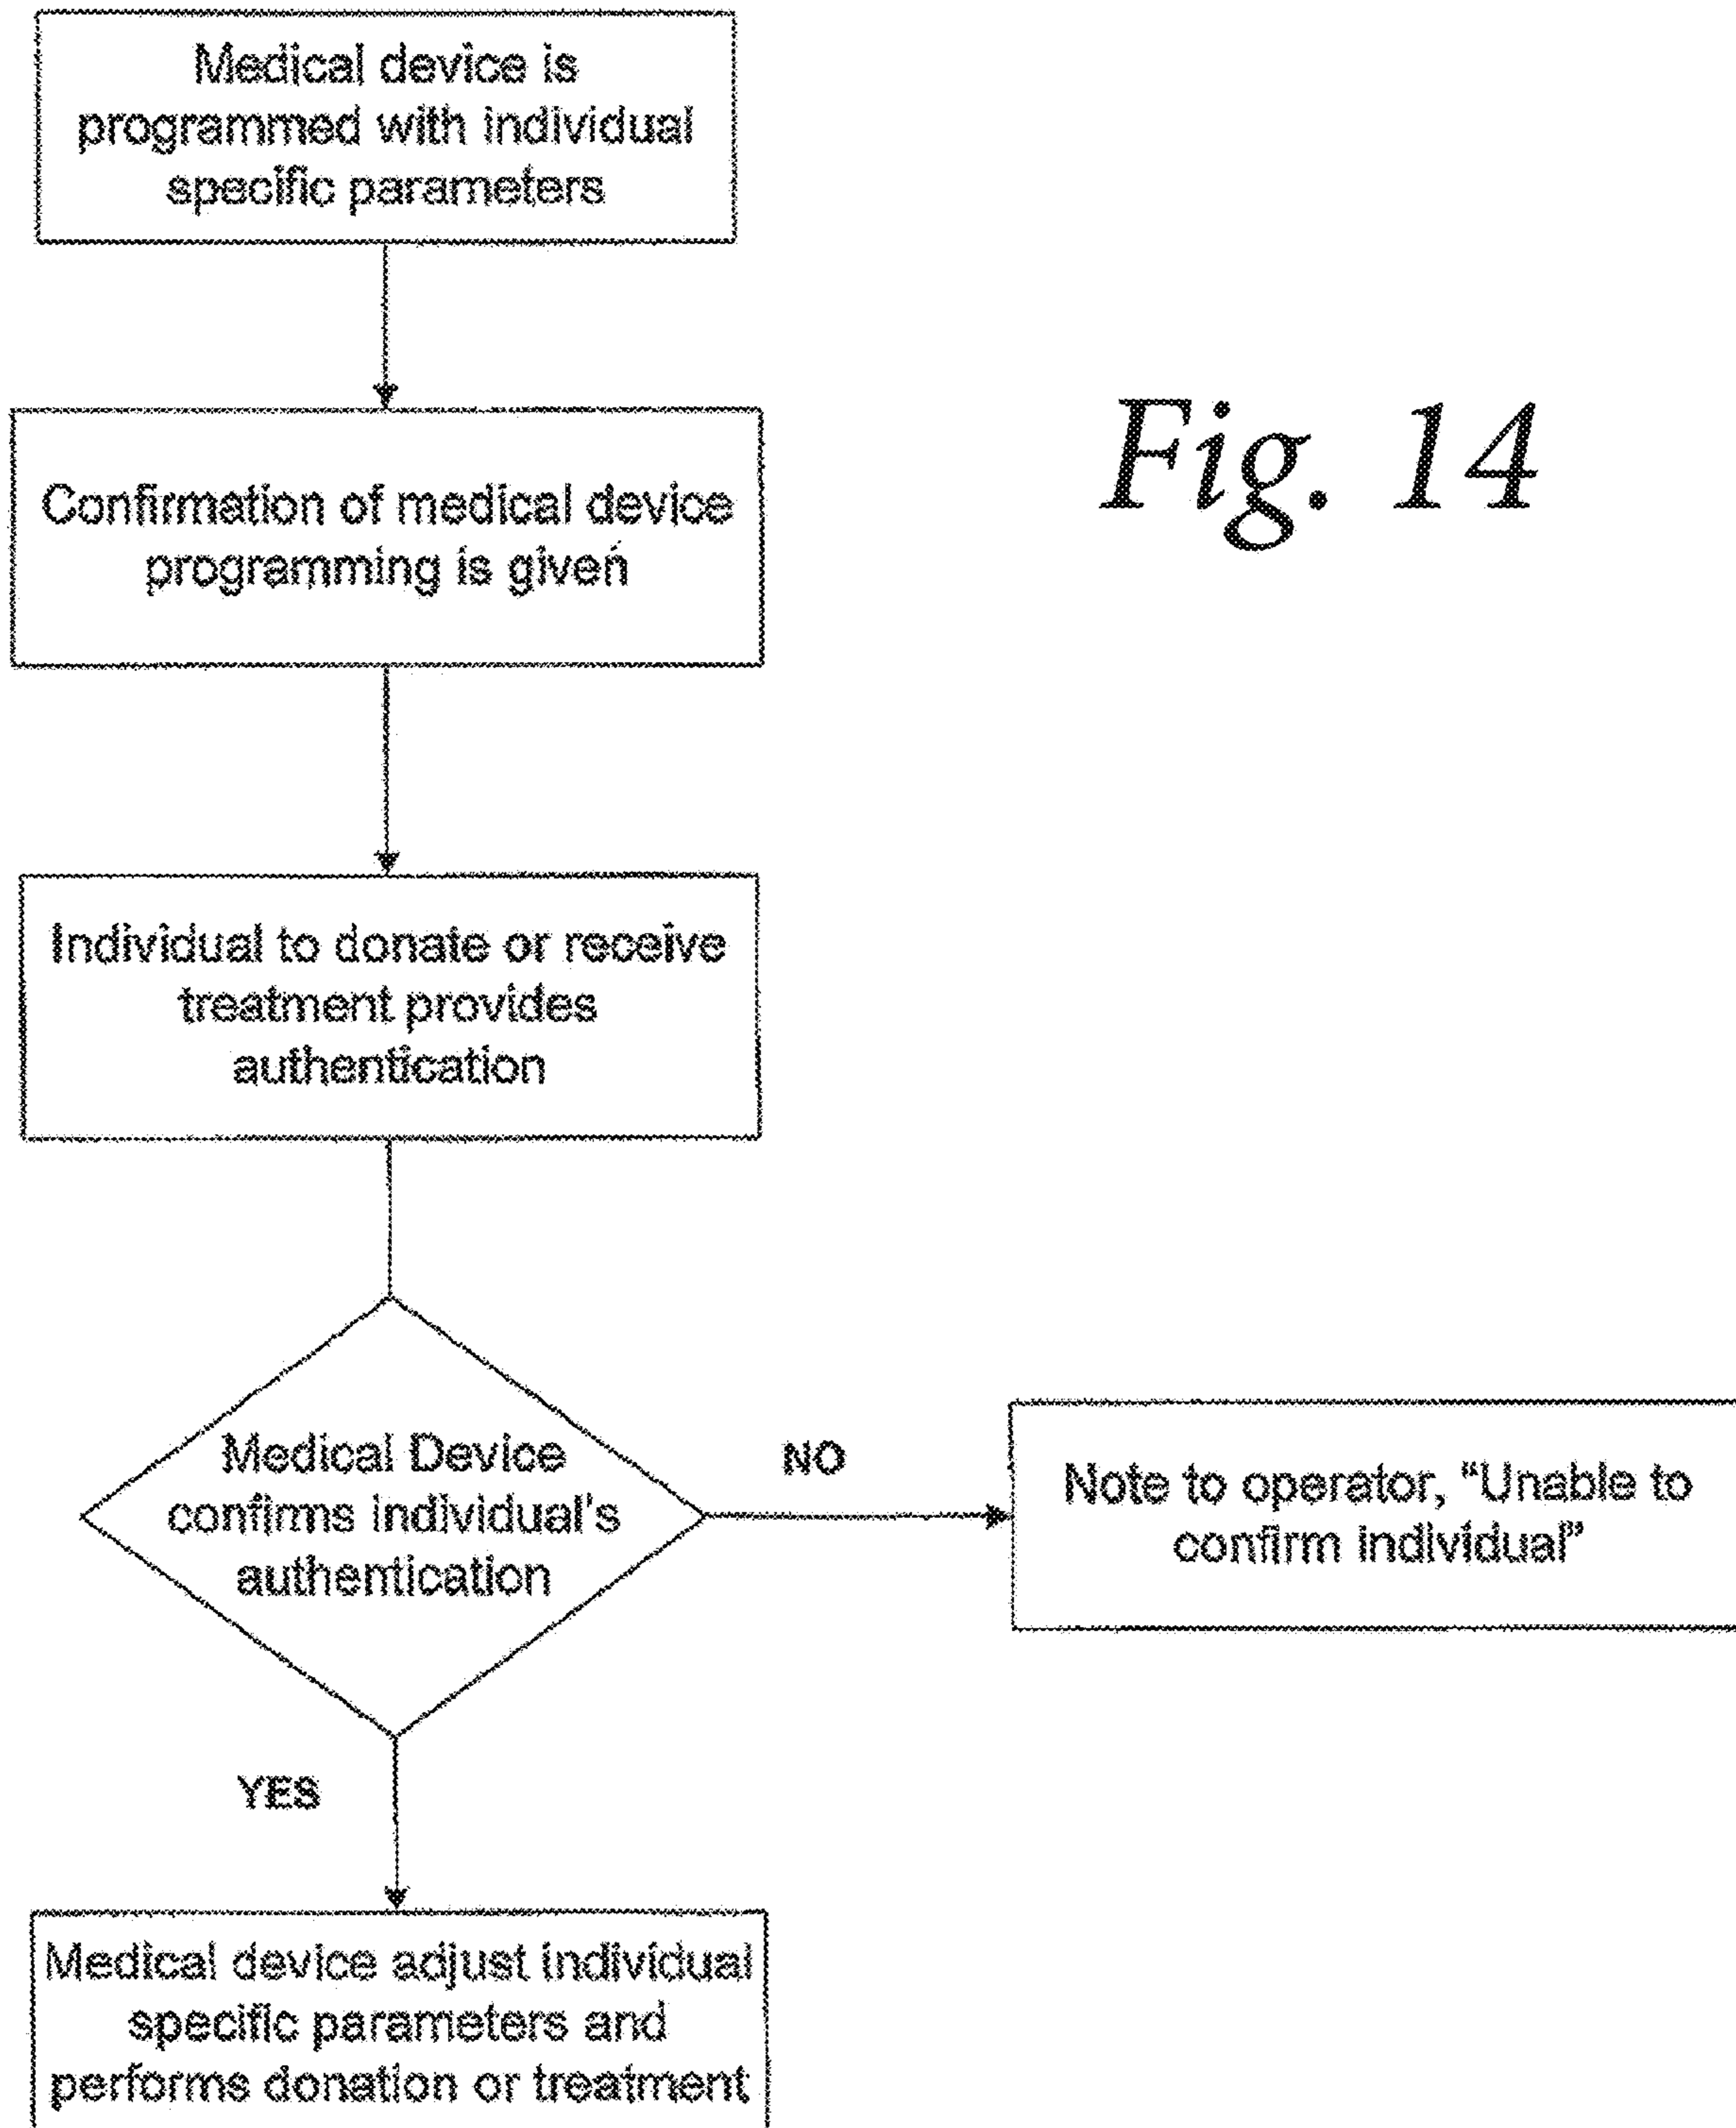 Medical device is
programmed with individual
specific parameters
Fig. 14
Confirmation of medical device
programming is given
Individual to donate or receive
treatment provides
authentication
Medical Device
confirms individual's
authentication
NO
Note to operator, “Unable to
confirm individual”
YES
Medical device adjust individual
specific parameters and
performs donation or treatment